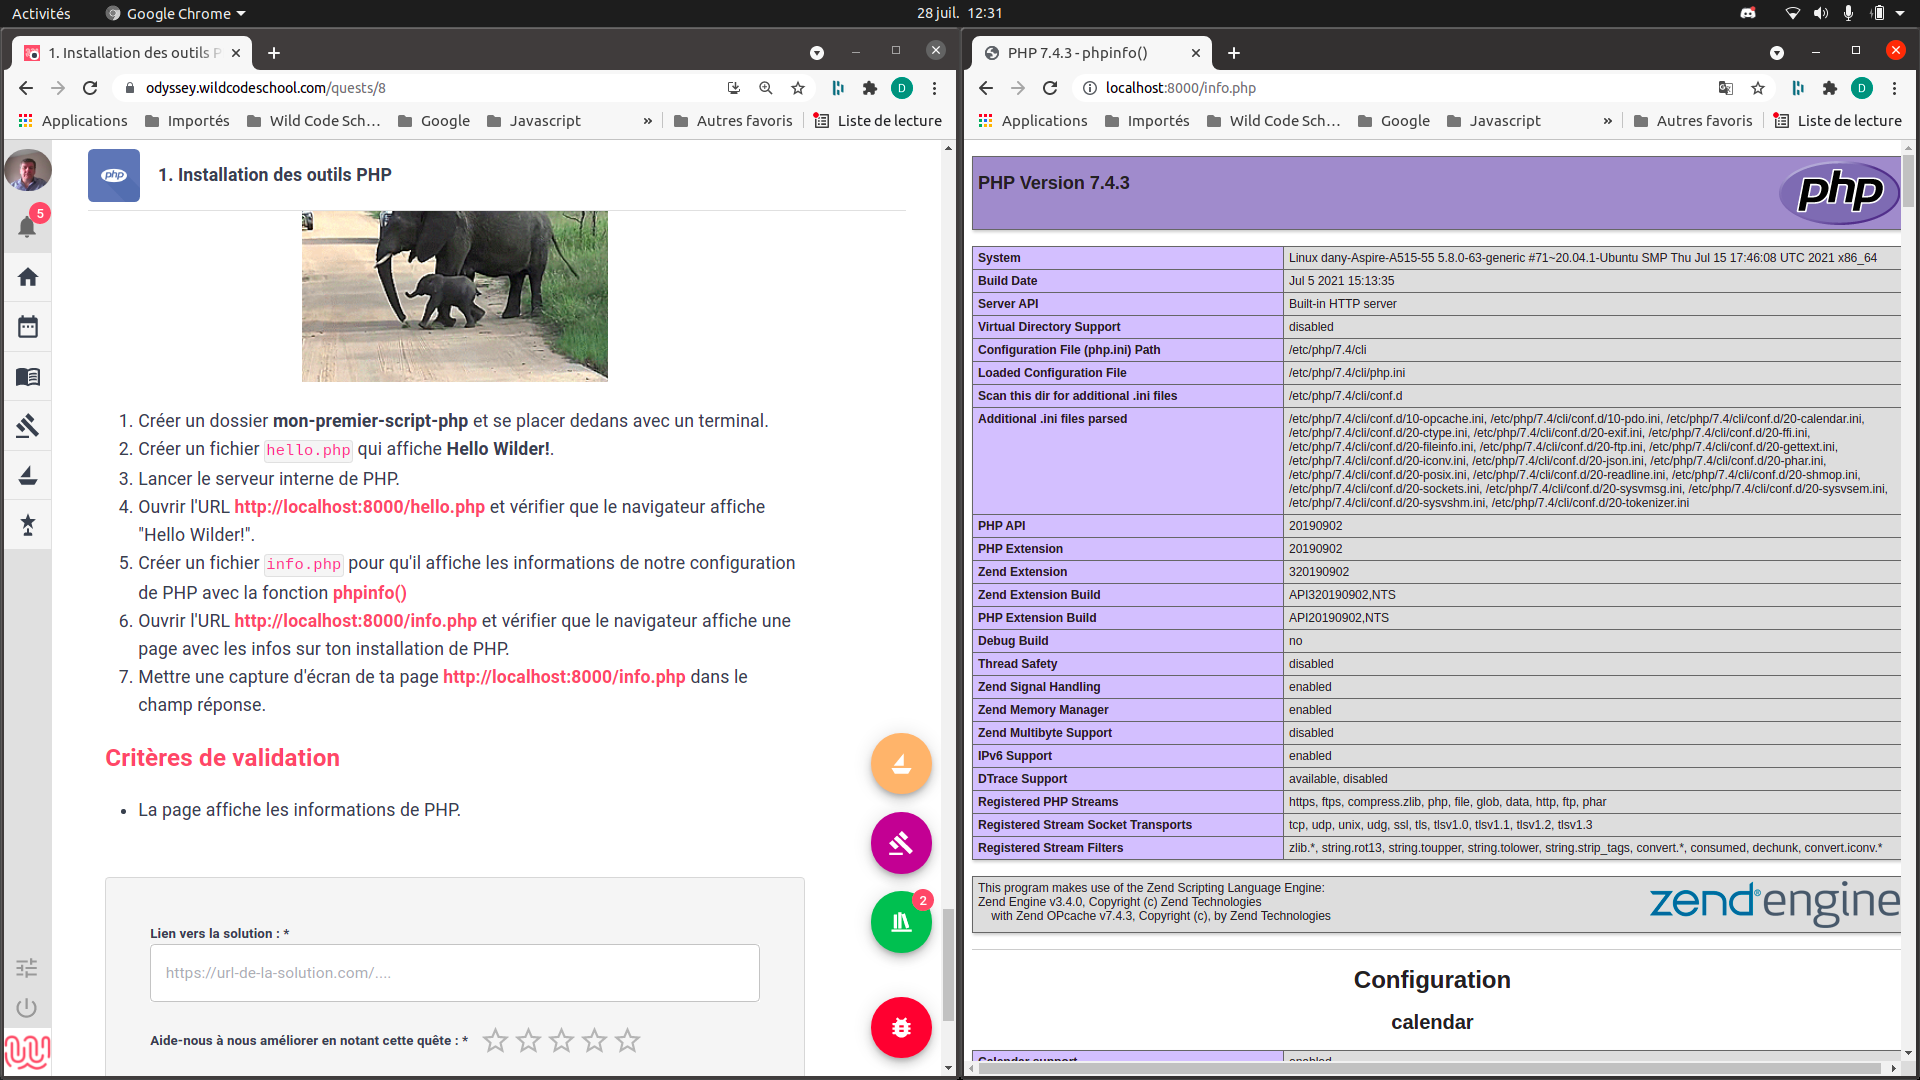 Activités
Google Chrome
28 juil. 12:31
1. Installation des outils P
odyssey.wildcodeschool.com/quests/8
D
Applications
Importés
Wild Code Sch…
Google
Javascript
»
Autres favoris
Liste de lecture
5
php
1. Installation des outils PHP
1. Créer un dossier mon-premier-script-php et se placer dedans avec un terminal.
2. Créer un fichier hello.php qui affiche Hello Wilder!.
3. Lancer le serveur interne de PHP.
4. Ouvrir l'URL http://localhost:8000/hello.php et vérifier que le navigateur affiche
"Hello Wilder!".
5. Créer un fichier info.php pour qu'il affiche les informations de notre configuration
de PHP avec la fonction phpinfo()
6. Ouvrir l'URL http://localhost:8000/info.php et vérifier que le navigateur affiche une
page avec les infos sur ton installation de PHP.
7. Mettre une capture d'écran de ta page http://localhost:8000/info.php dans le
champ réponse.
Critères de validation
• La page affiche les informations de PHP.
2
Lien vers la solution : *
https://url-de-la-solution.com/....
Aide-nous à nous améliorer en notant cette quête : *
PHP 7.4.3 - phpinfo()
localhost:8000/info.php
D
Applications
Importés
Wild Code Sch…
Google
Javascript
»
Autres favoris
Liste de lecture
PHP Version 7.4.3
php
System Linux dany-Aspire-A515-55 5.8.0-63-generic #71~20.04.1-Ubuntu SMP Thu Jul 15 17:46:08 UTC 2021 x86_64
Build Date Jul 5 2021 15:13:35
Server API Built-in HTTP server
Virtual Directory Support disabled
Configuration File (php.ini) Path /etc/php/7.4/cli
Loaded Configuration File /etc/php/7.4/cli/php.ini
Scan this dir for additional .ini files /etc/php/7.4/cli/conf.d
Additional .ini files parsed /etc/php/7.4/cli/conf.d/10-opcache.ini, /etc/php/7.4/cli/conf.d/10-pdo.ini, /etc/php/7.4/cli/conf.d/20-calendar.ini,
/etc/php/7.4/cli/conf.d/20-ctype.ini, /etc/php/7.4/cli/conf.d/20-exif.ini, /etc/php/7.4/cli/conf.d/20-ffi.ini,
/etc/php/7.4/cli/conf.d/20-fileinfo.ini, /etc/php/7.4/cli/conf.d/20-ftp.ini, /etc/php/7.4/cli/conf.d/20-gettext.ini,
/etc/php/7.4/cli/conf.d/20-iconv.ini, /etc/php/7.4/cli/conf.d/20-json.ini, /etc/php/7.4/cli/conf.d/20-phar.ini,
/etc/php/7.4/cli/conf.d/20-posix.ini, /etc/php/7.4/cli/conf.d/20-readline.ini, /etc/php/7.4/cli/conf.d/20-shmop.ini,
/etc/php/7.4/cli/conf.d/20-sockets.ini, /etc/php/7.4/cli/conf.d/20-sysvmsg.ini, /etc/php/7.4/cli/conf.d/20-sysvsem.ini,
/etc/php/7.4/cli/conf.d/20-sysvshm.ini, /etc/php/7.4/cli/conf.d/20-tokenizer.ini
PHP API 20190902
PHP Extension 20190902
Zend Extension 320190902
Zend Extension Build API320190902,NTS
PHP Extension Build API20190902,NTS
Debug Build no
Thread Safety disabled
Zend Signal Handling enabled
Zend Memory Manager enabled
Zend Multibyte Support disabled
IPv6 Support enabled
DTrace Support available, disabled
Registered PHP Streams https, ftps, compress.zlib, php, file, glob, data, http, ftp, phar
Registered Stream Socket Transports tcp, udp, unix, udg, ssl, tls, tlsv1.0, tlsv1.1, tlsv1.2, tlsv1.3
Registered Stream Filters zlib.*, string.rot13, string.toupper, string.tolower, string.strip_tags, convert.*, consumed, dechunk, convert.iconv.*
This program makes use of the Zend Scripting Language Engine:
Zend Engine v3.4.0, Copyright (c) Zend Technologies
with Zend OPcache v7.4.3, Copyright (c), by Zend Technologies
zend® engine
Configuration
calendar
Calendar support enabled